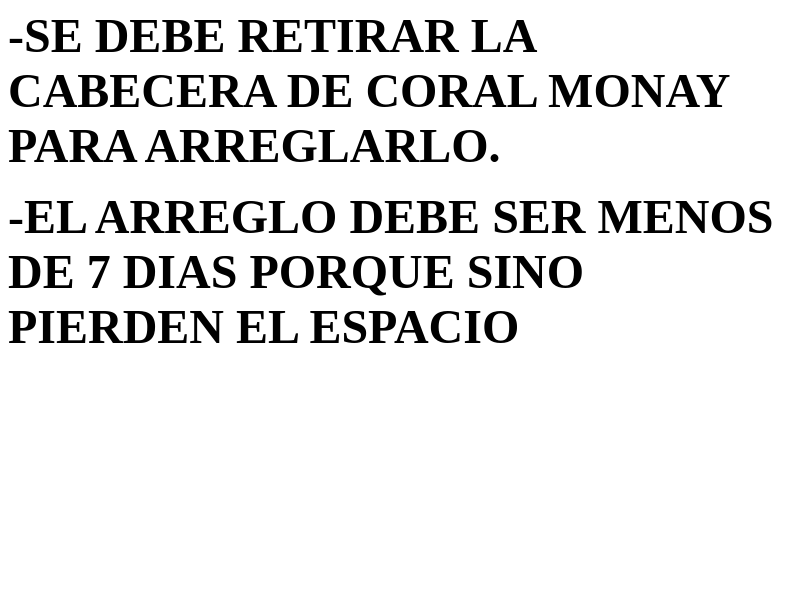 -SE DEBE RETIRAR LA
CABECERA DE CORAL MONAY
PARA ARREGLARLO.
-EL ARREGLO DEBE SER MENOS
DE 7 DIAS PORQUE SINO
PIERDEN EL ESPACIO